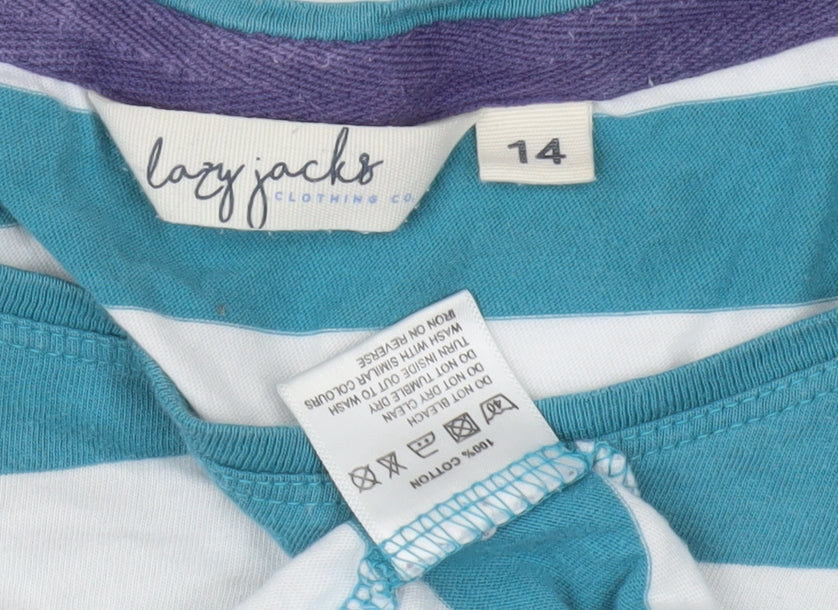 lazy jacks
CLOTHING CO.
14
100% COTTON
40
DO NOT BLEACH
DO NOT DRY CLEAN
DO NOT TUMBLE DRY
TURN INSIDE OUT TO WASH
WASH WITH SIMILAR COLOURS
IRON ON REVERSE